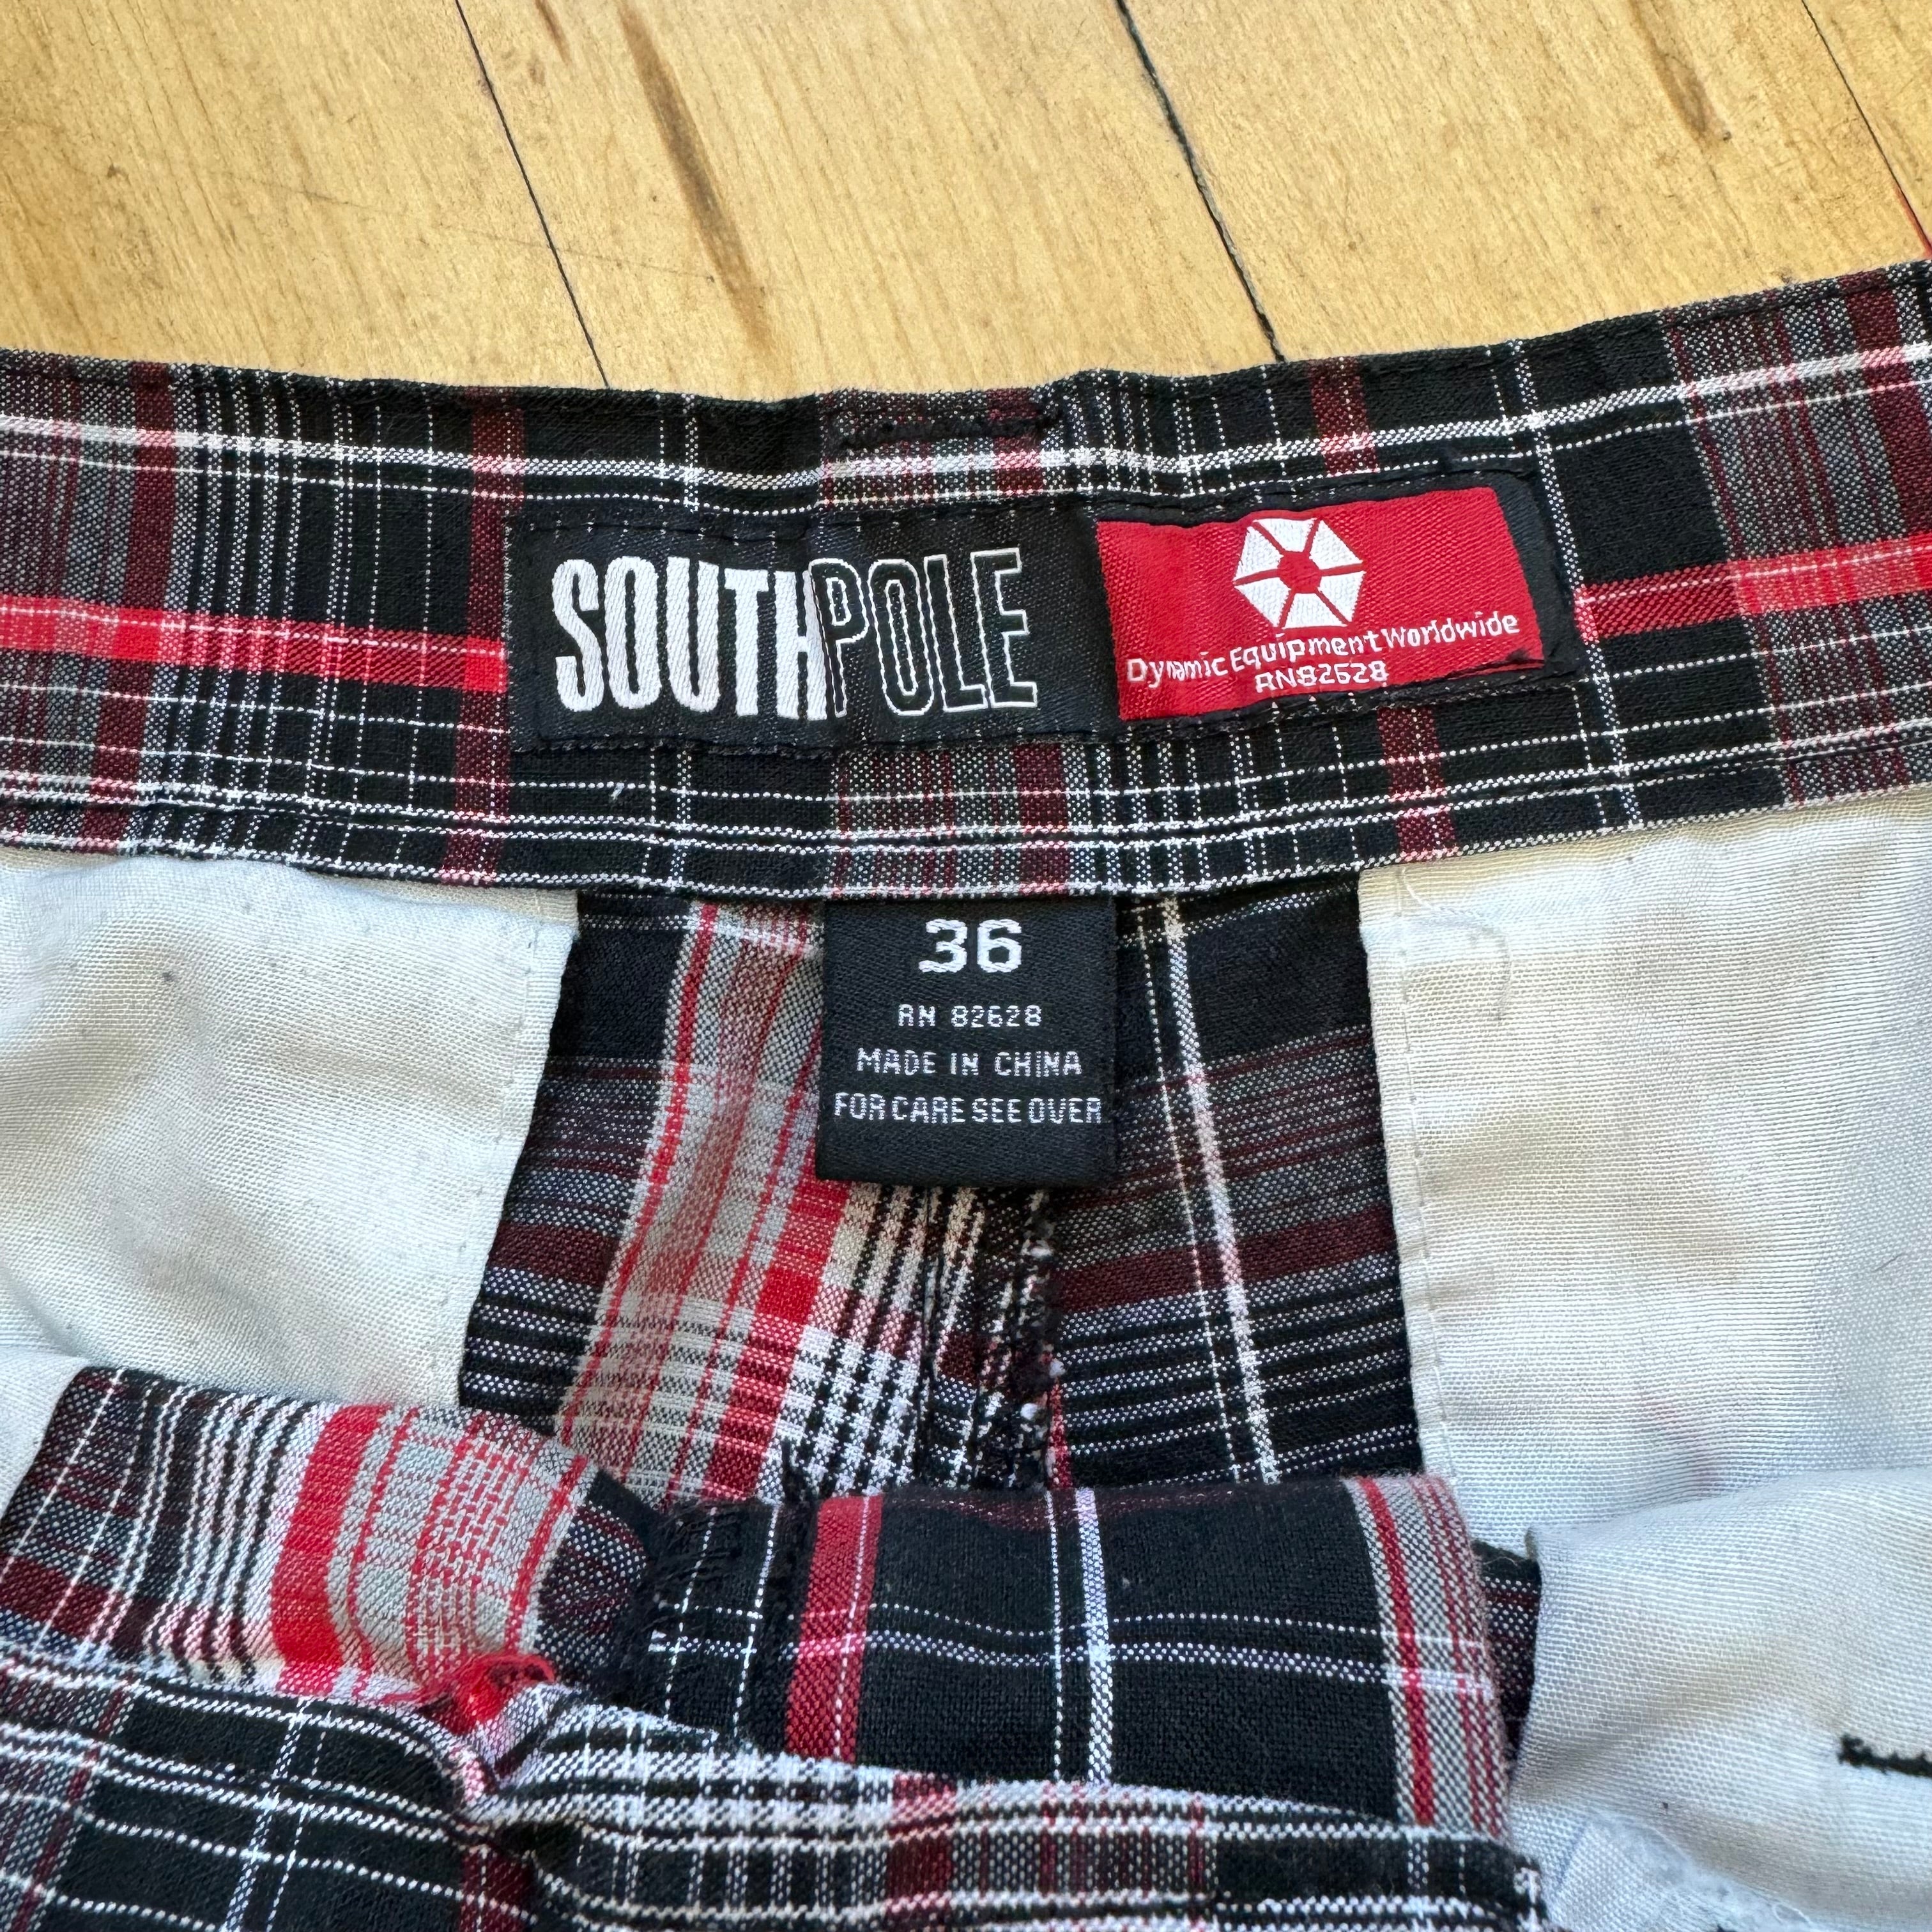 SOUTHPOLE
Dynamic Equipment Worldwide
RN82628
36
RN 82628
MADE IN CHINA
FOR CARE SEE OVER